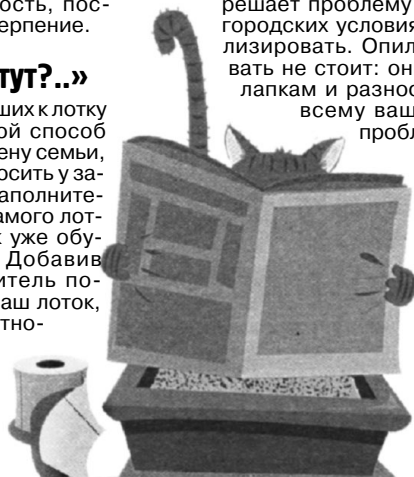 ность, пос-
ерпение.
тут?..»
ших к лотку
ой способ
ену семьи,
осить у за-
аполните-
амого лот-
к уже обу-
Добавив
итель по-
аш лоток,
тно-
решает проблему
городских условия
лизировать. Опил
вать не стоит: он
лапкам и разнос
всему ваш
пробл